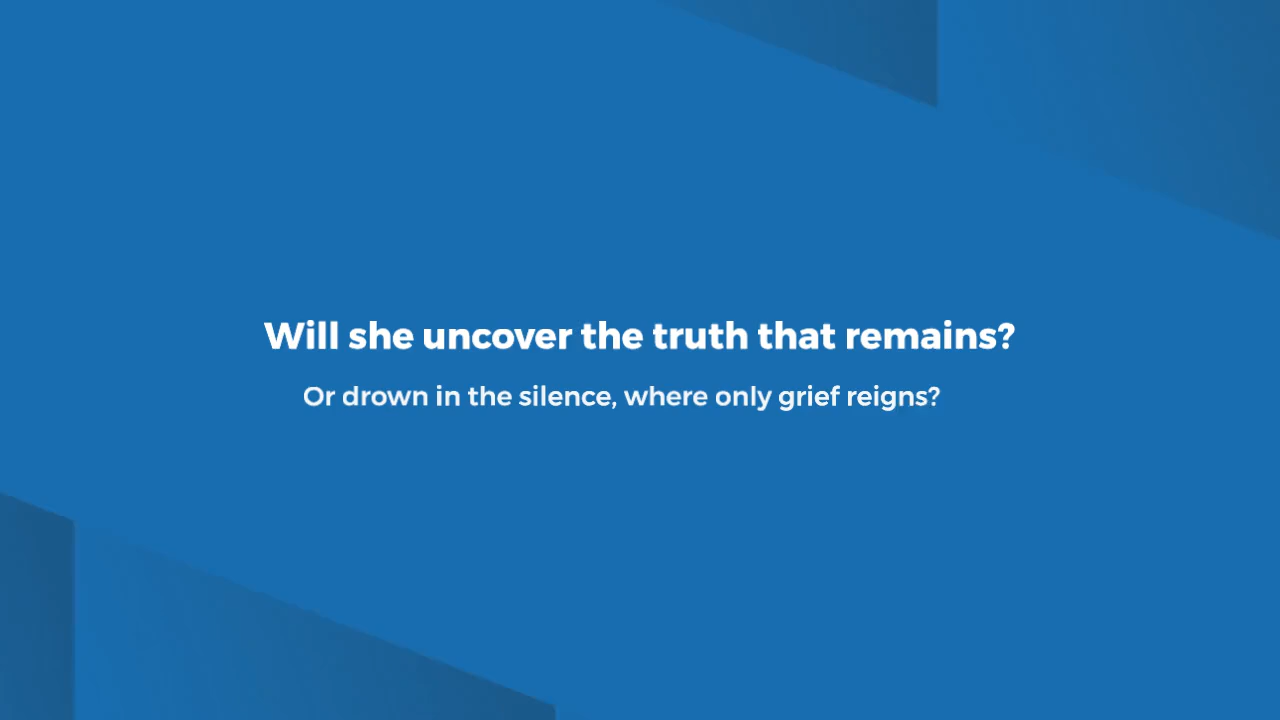 Will she uncover the truth that remains?
Or drown in the silence, where only grief reigns?